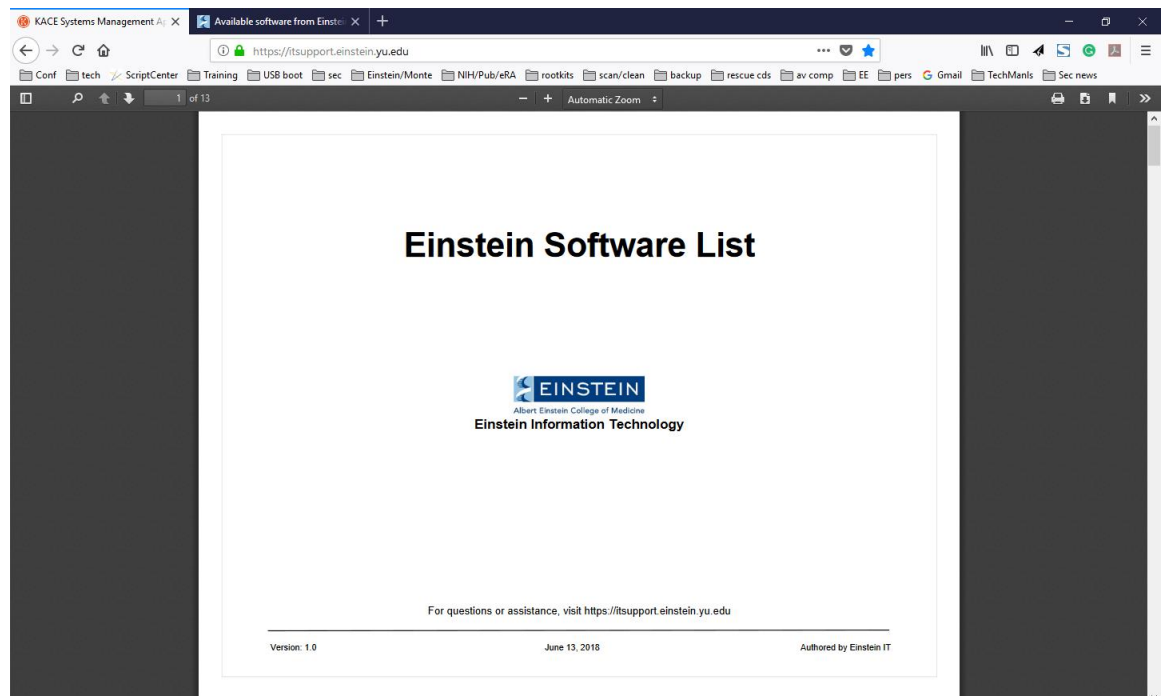 KACE Systems Management Ap
Available software from Einstei
https://itsupport.einstein.yu.edu
Conf tech ScriptCenter Training USB boot sec Einstein/Monte NIH/Pub/eRA rootkits scan/clean backup rescue cds av comp EE pers Gmail TechManls Sec news
1 of 13
Automatic Zoom
Einstein Software List
EINSTEIN
Albert Einstein College of Medicine
Einstein Information Technology
For questions or assistance, visit https://itsupport.einstein.yu.edu
Version: 1.0 June 13, 2018 Authored by Einstein IT